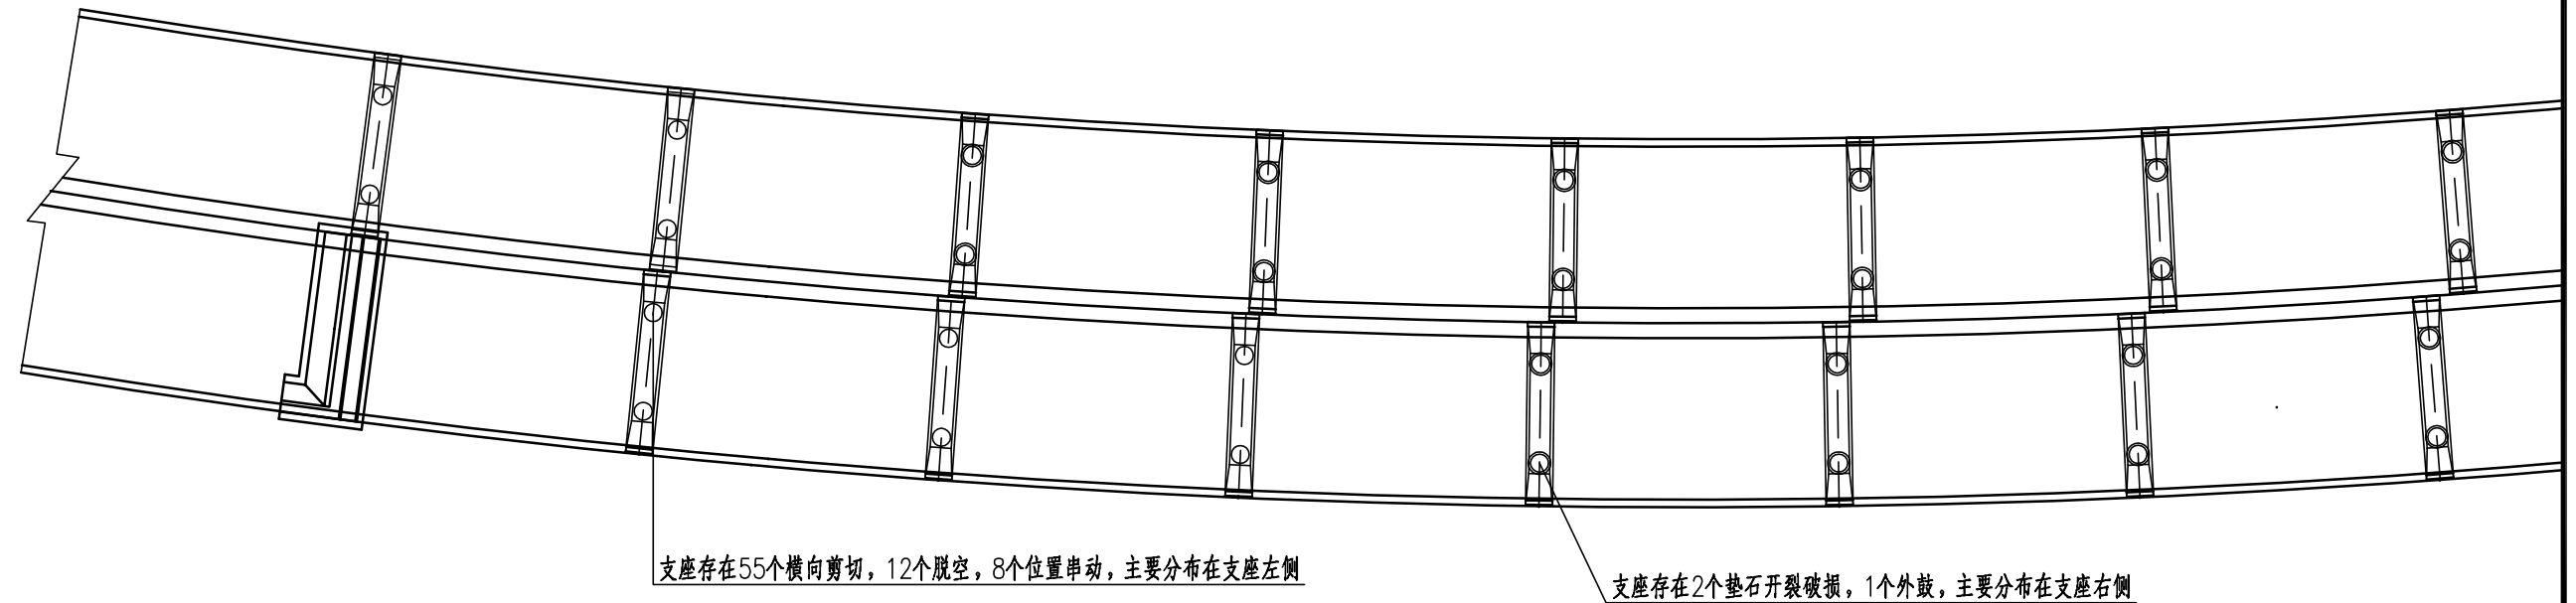 支座存在55个横向剪切，12个脱空，8个位置串动，主要分布在支座左侧
支座存在2个垫石开裂破损，1个外鼓，主要分布在支座右侧